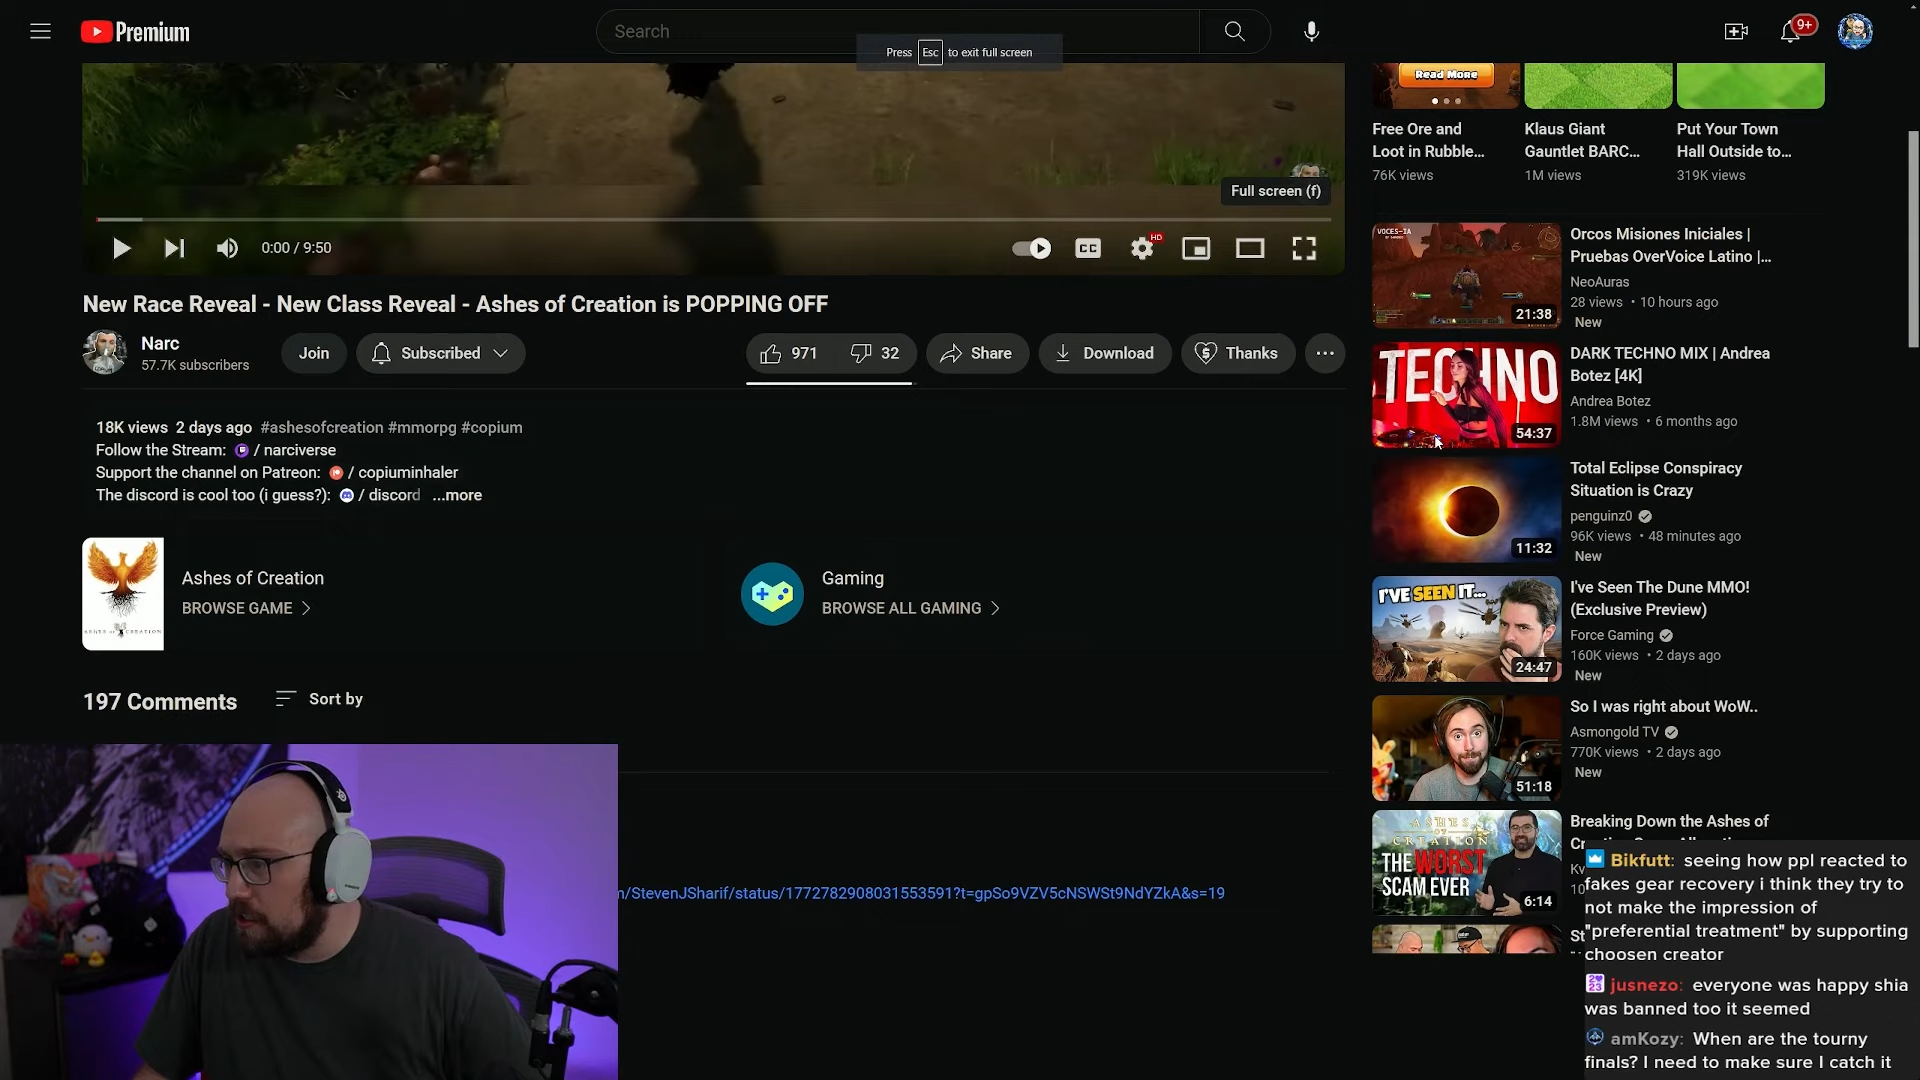 Premium
Search
9+
Press Esc to exit full screen
Full screen (f)
0:00 / 9:50
CC
HD
New Race Reveal - New Class Reveal - Ashes of Creation is POPPING OFF
Narc
57.7K subscribers
Join
Subscribed
971
32
Share
Download
Thanks
18K views 2 days ago #ashesofcreation #mmorpg #copium
Follow the Stream: / narciverse
Support the channel on Patreon: / copiuminhaler
The discord is cool too (i guess?): / discord ...more
Ashes of Creation
BROWSE GAME
Gaming
BROWSE ALL GAMING
197 Comments
Sort by
m/StevenJSharif/status/1772782908031553591?t=gpSo9VZV5cNSWSt9NdYZkA&s=19
Read More
Free Ore and
Loot in Rubble...
76K views
Klaus Giant
Gauntlet BARC...
1M views
Put Your Town
Hall Outside to...
319K views
VOCES-IA
21:38
Orcos Misiones Iniciales |
Pruebas OverVoice Latino |...
NeoAuras
28 views • 10 hours ago
New
TECHNO
54:37
DARK TECHNO MIX | Andrea
Botez [4K]
Andrea Botez
1.8M views • 6 months ago
11:32
Total Eclipse Conspiracy
Situation is Crazy
penguinz0
96K views • 48 minutes ago
New
I'VE SEEN IT...
24:47
I've Seen The Dune MMO!
(Exclusive Preview)
Force Gaming
160K views • 2 days ago
New
51:18
So I was right about WoW..
Asmongold TV
770K views • 2 days ago
New
ASHES
OF
CREATION
THE WORST
SCAM EVER
6:14
Breaking Down the Ashes of
Bikfutt: seeing how ppl reacted to
fakes gear recovery i think they try to
not make the impression of
"preferential treatment" by supporting
choosen creator
jusnezo: everyone was happy shia
was banned too it seemed
amKozy: When are the tourny
finals? I need to make sure I catch it